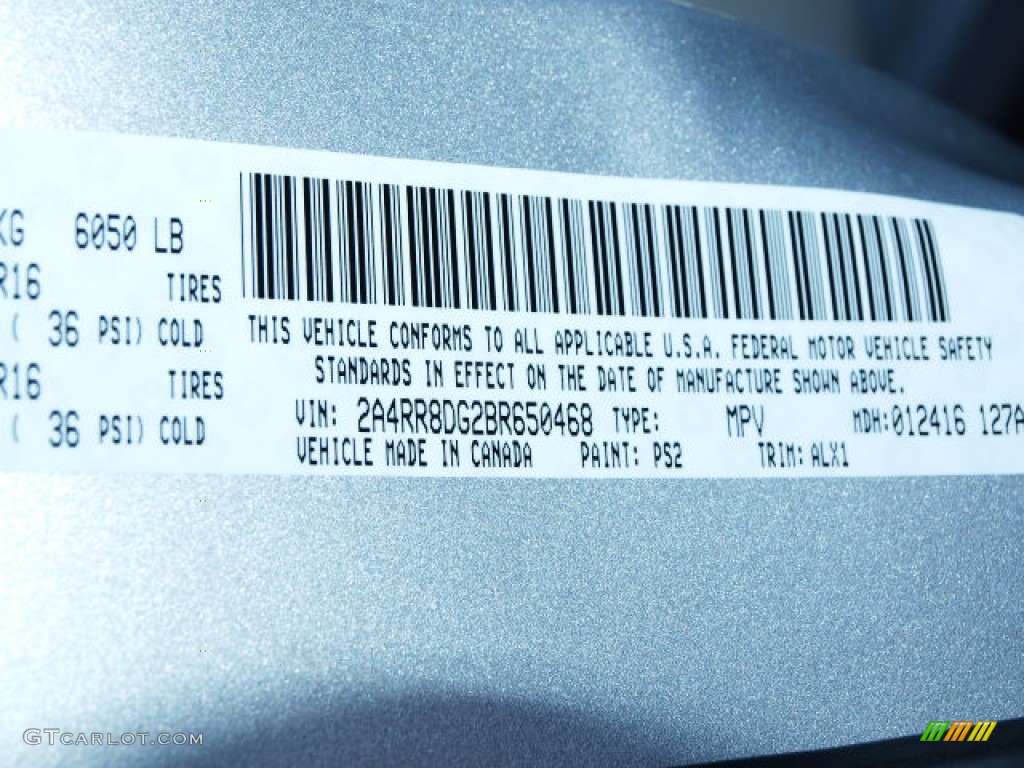 KG 6050 LB
R16 TIRES
( 36 PSI) COLD
R16 TIRES
( 36 PSI) COLD
THIS VEHICLE CONFORMS TO ALL APPLICABLE U.S.A. FEDERAL MOTOR VEHICLE SAFETY
STANDARDS IN EFFECT ON THE DATE OF MANUFACTURE SHOWN ABOVE.
VIN: 2A4RR8DG2BR650468 TYPE: MPV MDH:012416 127A
VEHICLE MADE IN CANADA PAINT: PS2 TRIM: ALX1
GTCARLOT.COM